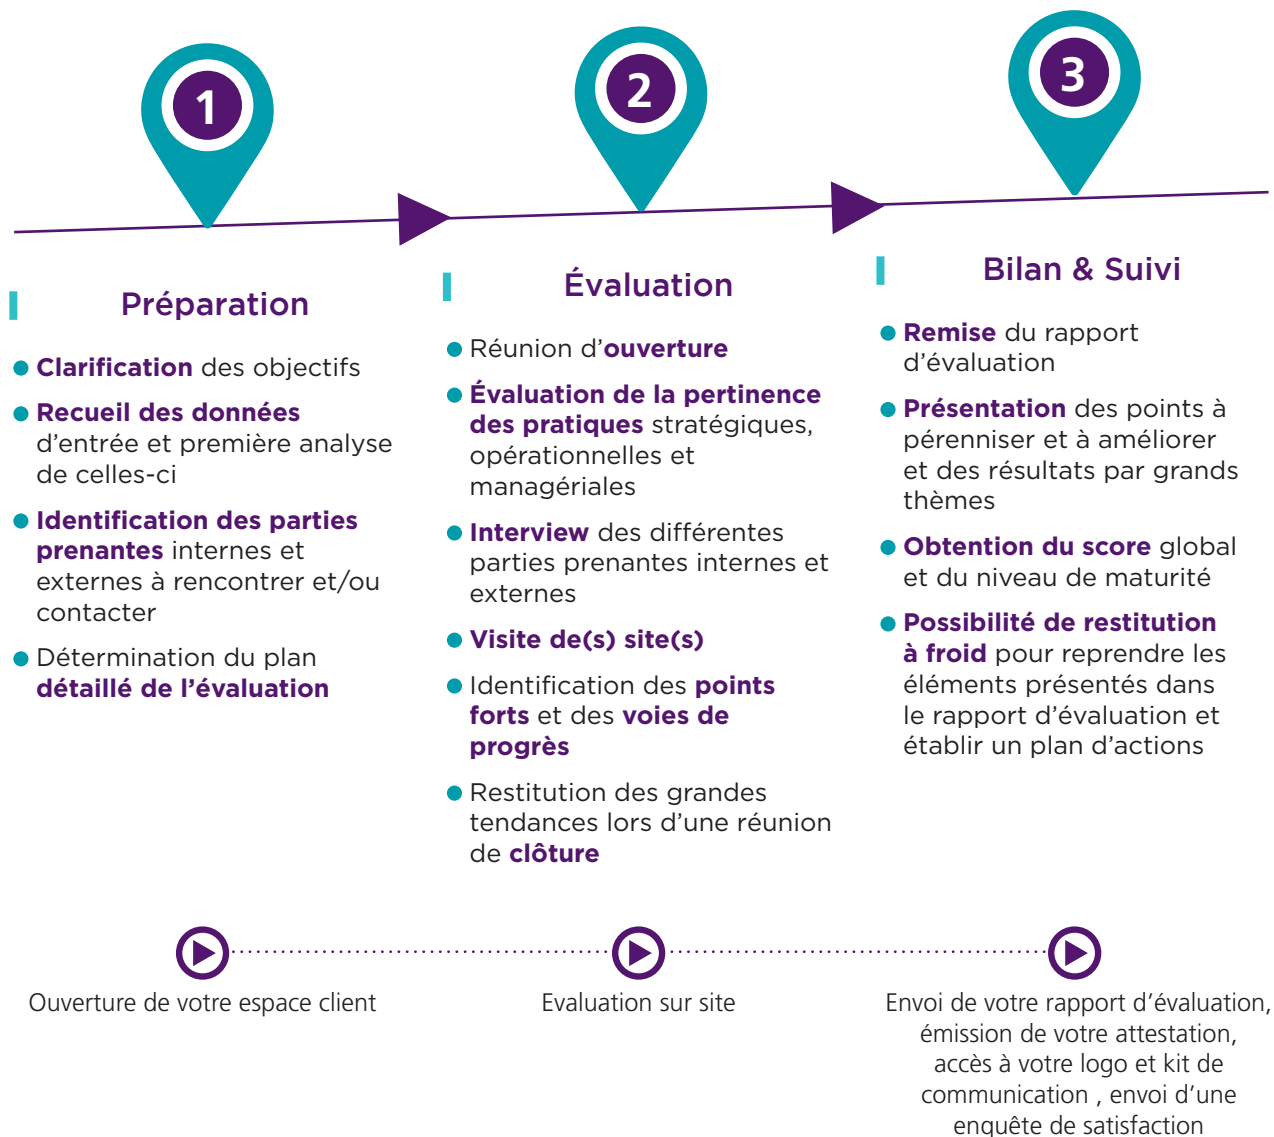 1
Préparation
Clarification des objectifs
Recueil des données
d’entrée et première analyse
de celles-ci
Identification des parties
prenantes internes et
externes à rencontrer et/ou
contacter
Détermination du plan
détaillé de l’évaluation
2
Évaluation
Réunion d’ouverture
Évaluation de la pertinence
des pratiques stratégiques,
opérationnelles et
managériales
Interview des différentes
parties prenantes internes et
externes
Visite de(s) site(s)
Identification des points
forts et des voies de
progrès
Restitution des grandes
tendances lors d’une réunion
de clôture
3
Bilan & Suivi
Remise du rapport
d’évaluation
Présentation des points à
pérenniser et à améliorer
et des résultats par grands
thèmes
Obtention du score global
et du niveau de maturité
Possibilité de restitution
à froid pour reprendre les
éléments présentés dans
le rapport d’évaluation et
établir un plan d’actions
Ouverture de votre espace client
Evaluation sur site
Envoi de votre rapport d’évaluation,
émission de votre attestation,
accès à votre logo et kit de
communication , envoi d’une
enquête de satisfaction